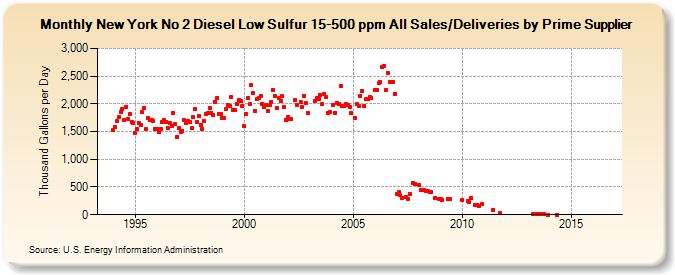 Monthly New York No 2 Diesel Low Sulfur 15-500 ppm All Sales/Deliveries by Prime Supplier
Thousand Gallons per Day
3,000
2,500
2,000
1,500
1,000
500
0
1995 2000 2005 2010 2015
Source: U.S. Energy Information Administration